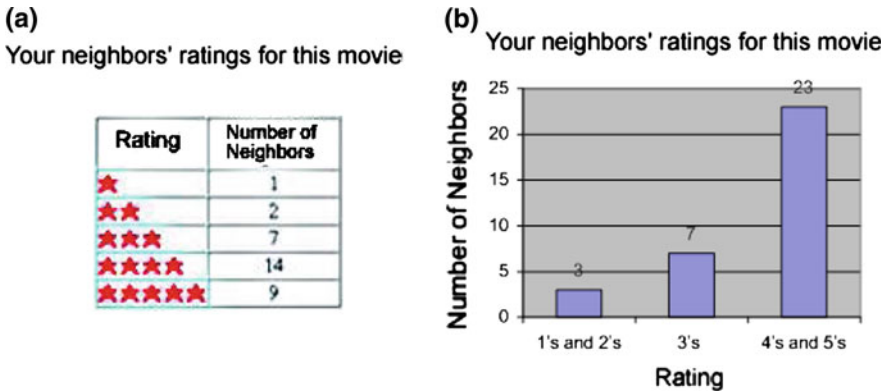 (a)
Your neighbors' ratings for this movie
Rating
Number of
Neighbors
1
2
7
14
9
(b)
Your neighbors' ratings for this movie
Number of Neighbors
25
20
15
10
5
0
3
7
23
1's and 2's
3's
4's and 5's
Rating